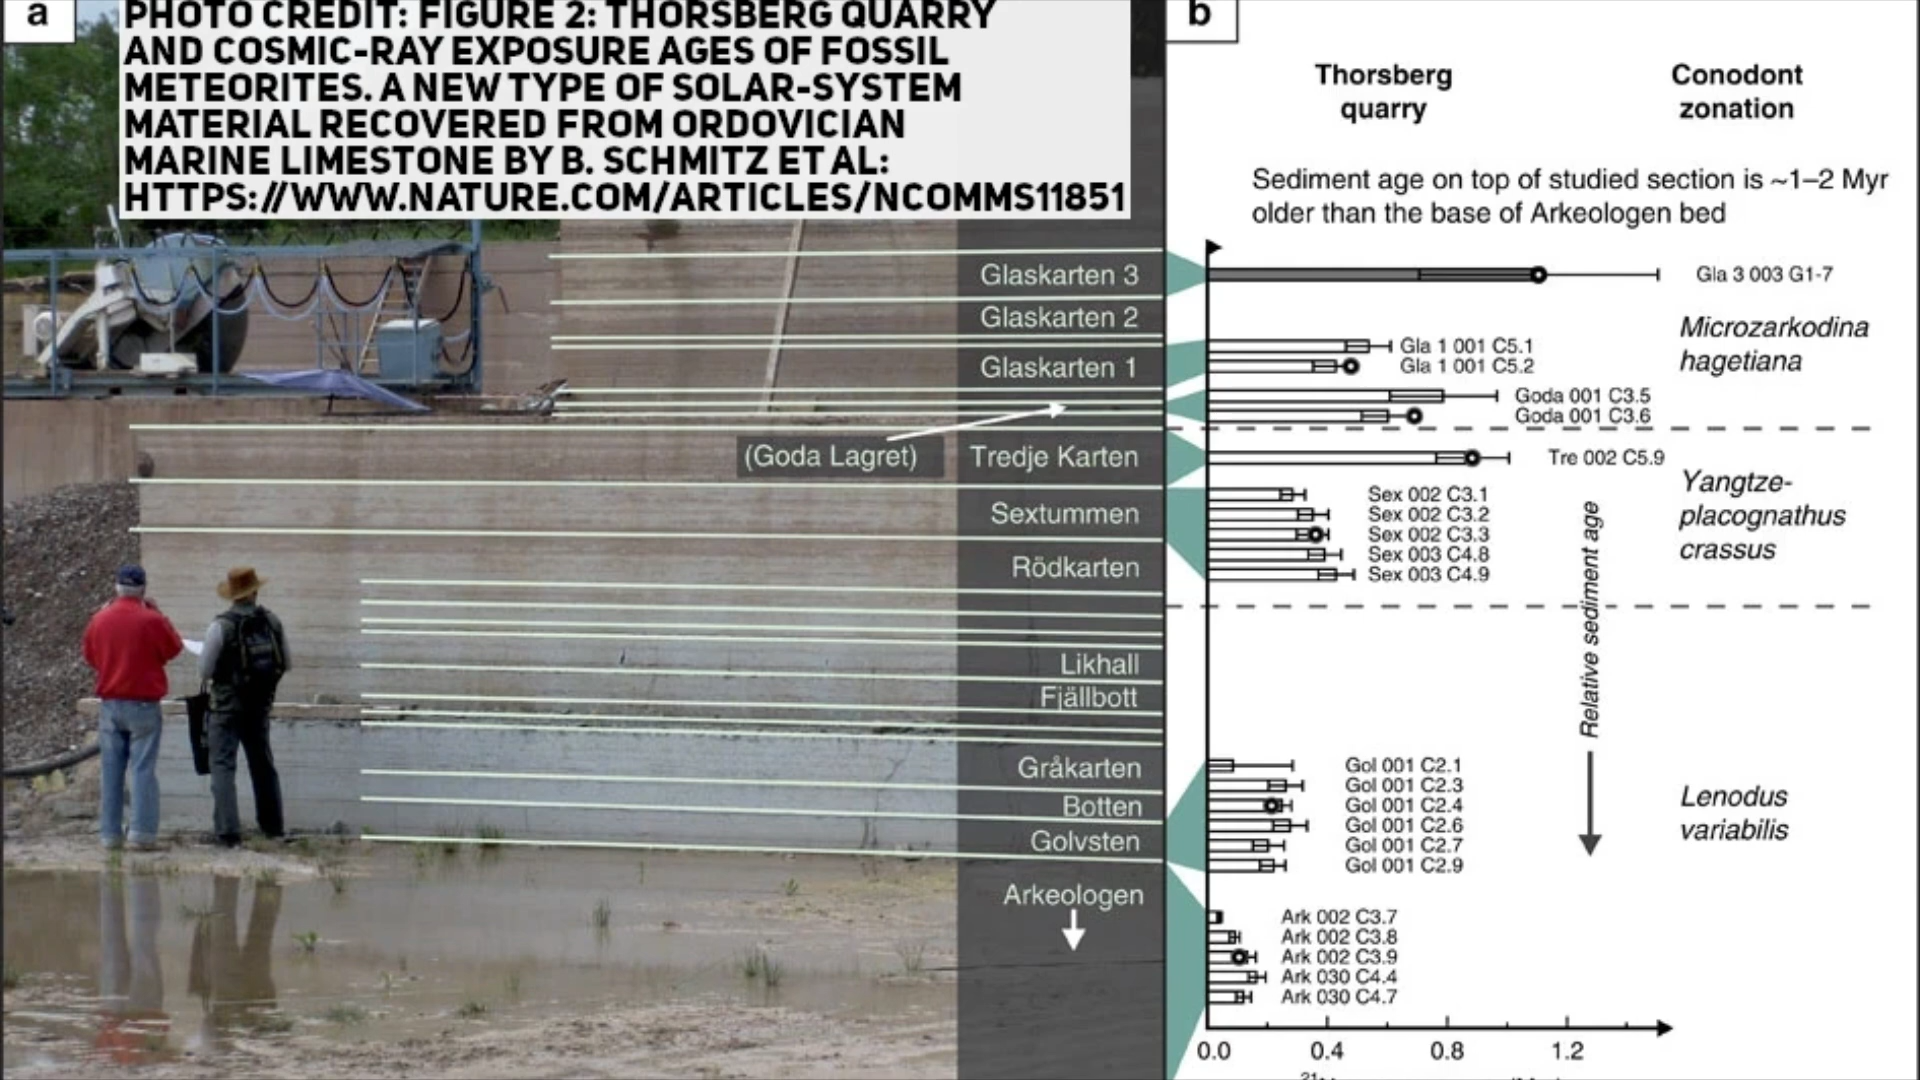 a
PHOTO CREDIT: FIGURE 2: THORSBERG QUARRY
AND COSMIC-RAY EXPOSURE AGES OF FOSSIL
METEORITES. A NEW TYPE OF SOLAR-SYSTEM
MATERIAL RECOVERED FROM ORDOVICIAN
MARINE LIMESTONE BY B. SCHMITZ ET AL:
HTTPS://WWW.NATURE.COM/ARTICLES/NCOMMS11851
Glaskarten 3
Glaskarten 2
Glaskarten 1
(Goda Lagret)
Tredje Karten
Sextummen
Rödkarten
Likhall
Fjällbott
Gråkarten
Botten
Golvsten
Arkeologen
b
Thorsberg
quarry
Conodont
zonation
Sediment age on top of studied section is ~1–2 Myr
older than the base of Arkeologen bed
Gla 3 003 G1-7
Gla 1 001 C5.1
Gla 1 001 C5.2
Goda 001 C3.5
Goda 001 C3.6
Tre 002 C5.9
Sex 002 C3.1
Sex 002 C3.2
Sex 002 C3.3
Sex 003 C4.8
Sex 003 C4.9
Gol 001 C2.1
Gol 001 C2.3
Gol 001 C2.4
Gol 001 C2.6
Gol 001 C2.7
Gol 001 C2.9
Ark 002 C3.7
Ark 002 C3.8
Ark 002 C3.9
Ark 030 C4.4
Ark 030 C4.7
Microzarkodina
hagetiana
Yangtze-
placognathus
crassus
Relative sediment age
Lenodus
variabilis
0.0 0.4 0.8 1.2